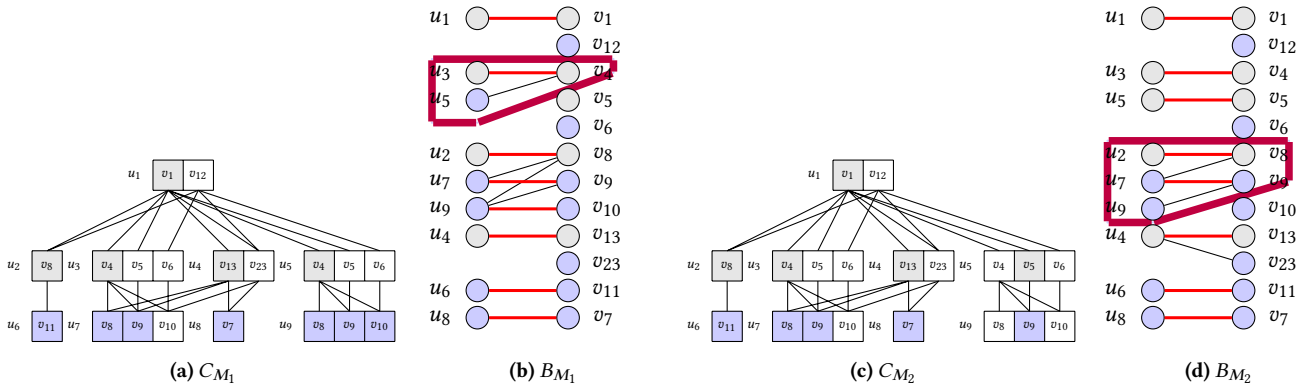 u1 v1 v12
u2 v8 u3 v4 v5 v6 u4 v13 v23 u5 v4 v5 v6
u6 v11 u7 v8 v9 v10 u8 v7 u9 v8 v9 v10
(a) CM1
u1 v1
v12
u3 v4
u5 v5
v6
u2 v8
u7 v9
u9 v10
u4 v13
v23
u6 v11
u8 v7
(b) BM1
u1 v1 v12
u2 v8 u3 v4 v5 v6 u4 v13 v23 u5 v4 v5 v6
u6 v11 u7 v8 v9 v10 u8 v7 u9 v8 v9 v10
(c) CM2
u1 v1
v12
u3 v4
u5 v5
v6
u2 v8
u7 v9
u9 v10
u4 v13
v23
u6 v11
u8 v7
(d) BM2